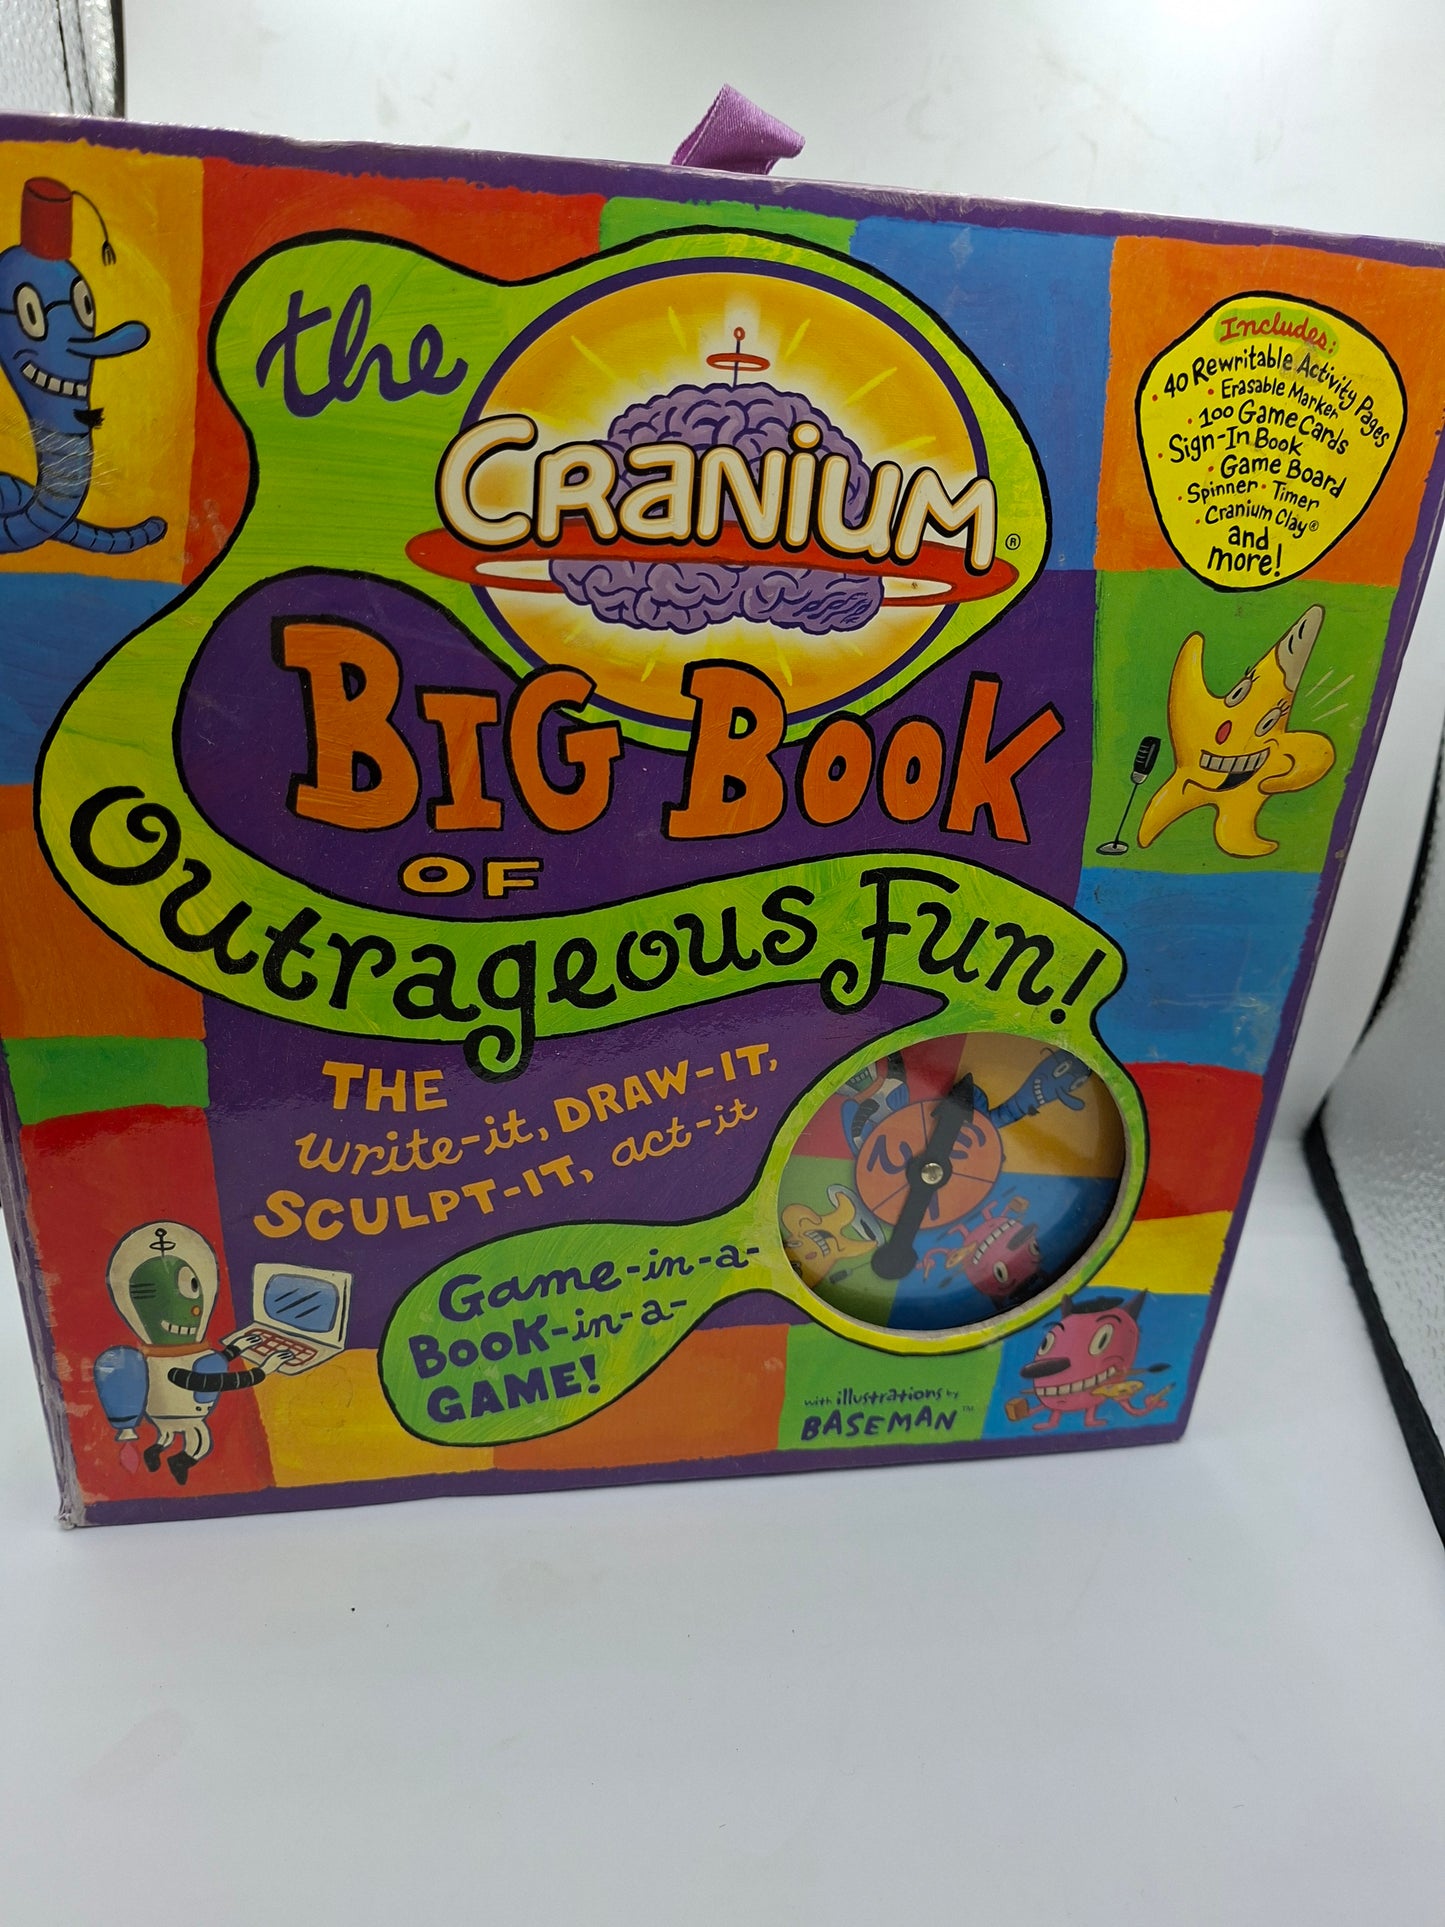 the
CRANIUM®
BIG BOOK
OF
Outrageous Fun!
THE
write-it, DRAW-IT,
SCULPT-IT, act-it
Game-in-a-
BOOK-in-a-
GAME!
Includes:
• 40 Rewritable Activity Pages
• Erasable Marker
• 100 Game Cards
• Sign-In Book
• Game Board
• Spinner • Timer
• Cranium Clay®
and
more!
with illustrations by
BASEMAN™